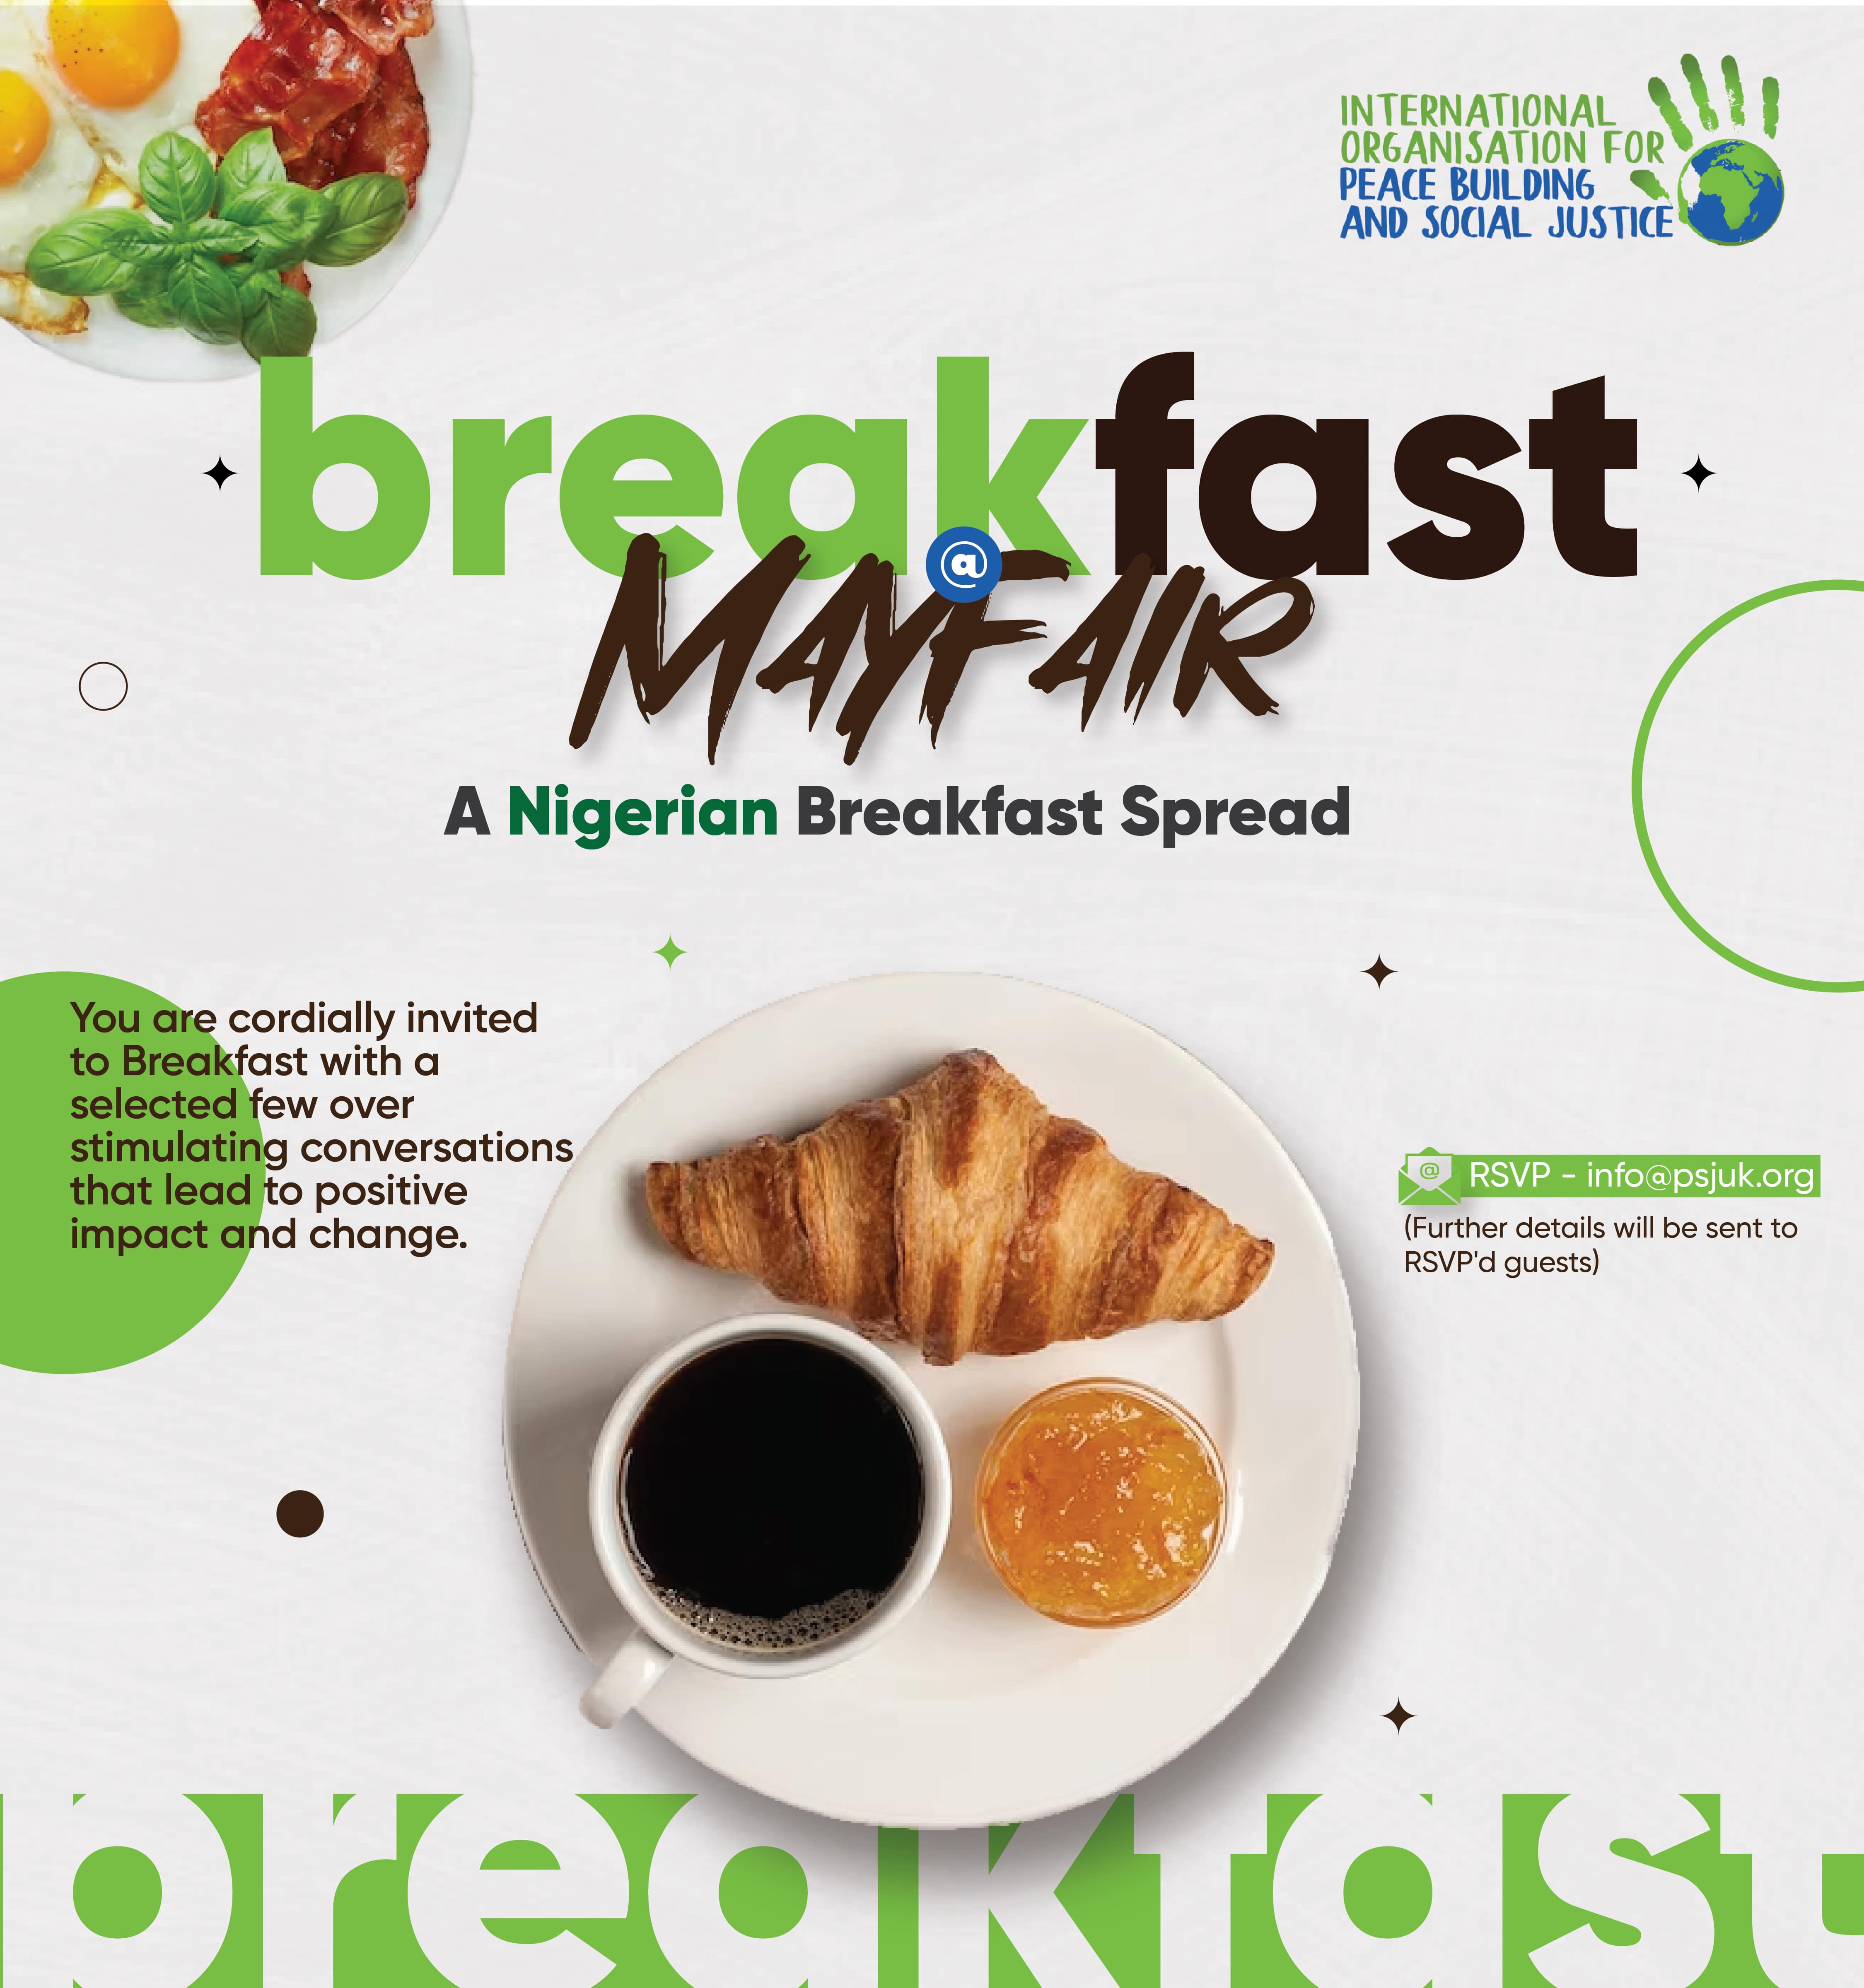 INTERNATIONAL
ORGANISATION FOR
PEACE BUILDING
AND SOCIAL JUSTICE
breakfast
@
MAYFAIR
A Nigerian Breakfast Spread
You are cordially invited
to Breakfast with a
selected few over
stimulating conversations
that lead to positive
impact and change.
@
RSVP - info@psjuk.org
(Further details will be sent to
RSVP'd guests)
breakfast